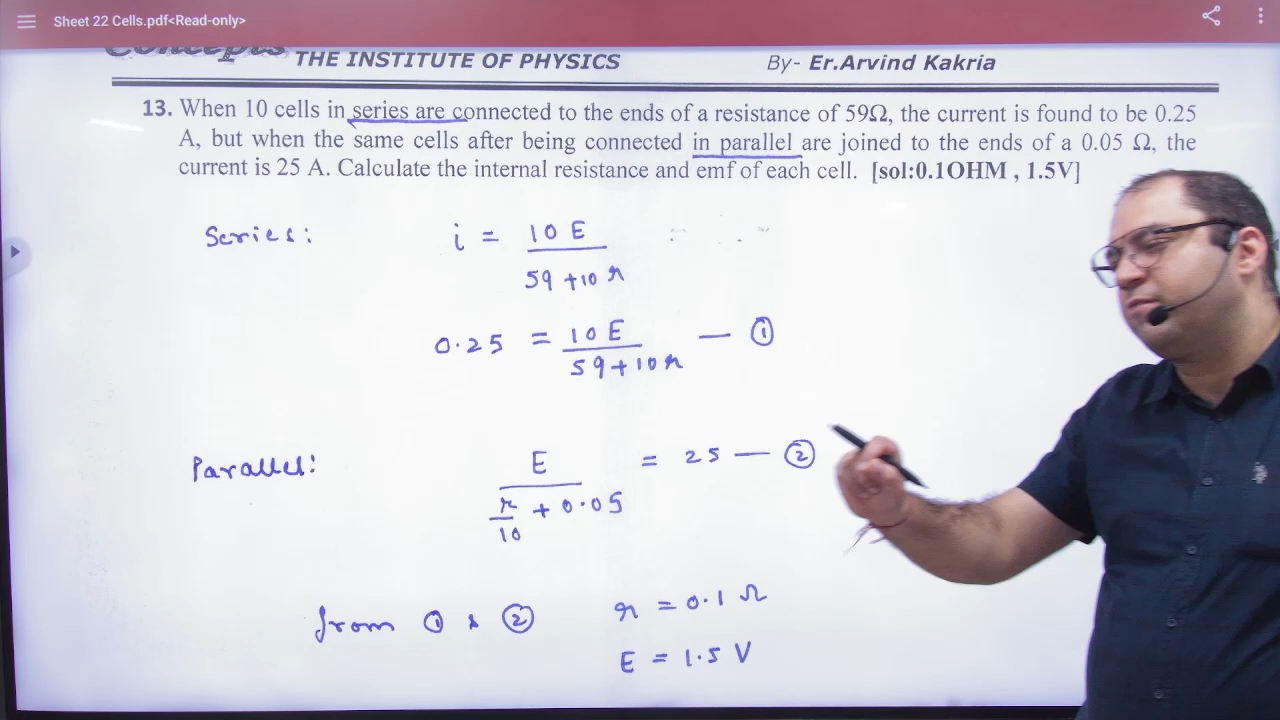 Sheet 22 Cells.pdf<Read-only>
Concepts THE INSTITUTE OF PHYSICS By- Er.Arvind Kakria
13. When 10 cells in series are connected to the ends of a resistance of 59Ω, the current is found to be 0.25
A, but when the same cells after being connected in parallel are joined to the ends of a 0.05 Ω, the
current is 25 A. Calculate the internal resistance and emf of each cell. [sol:0.1OHM , 1.5V]
Series: i = 10 E
59 +10 r
0.25 = 10 E — ①
59+10r
Parallel: E = 25 — ②
r + 0.05
10
from ① & ② r = 0.1 Ω
E = 1.5 V